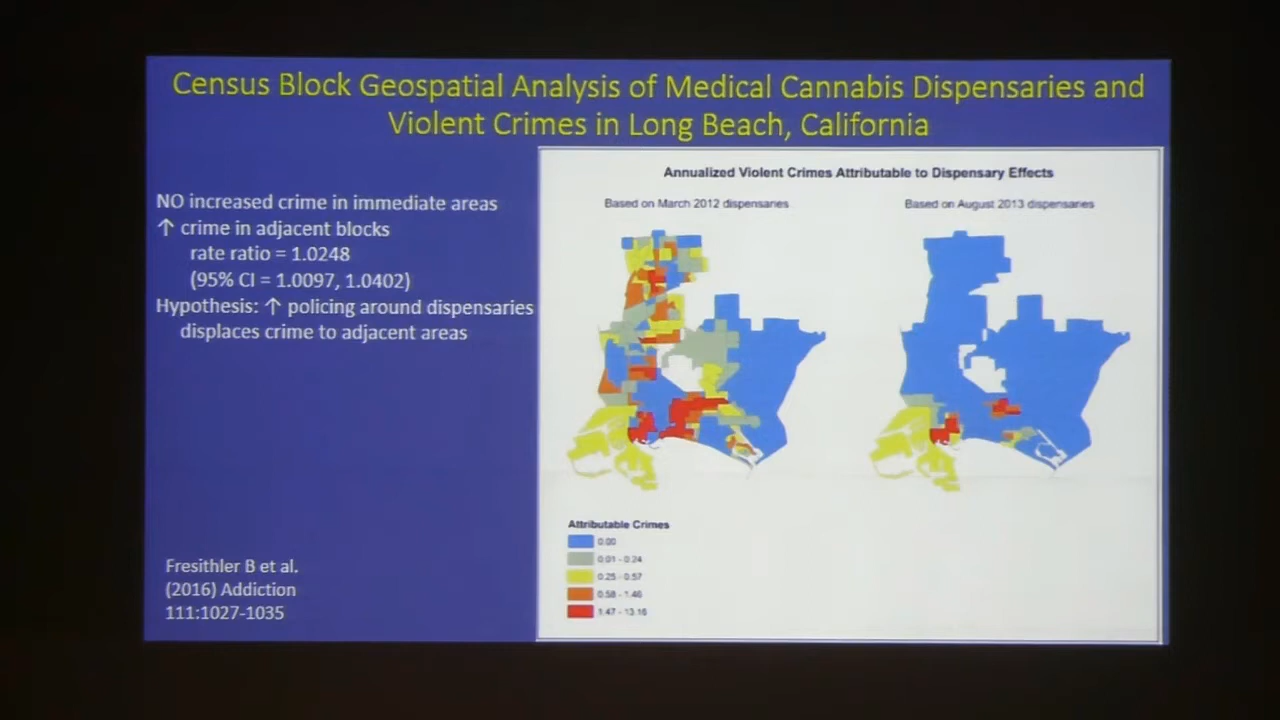 Census Block Geospatial Analysis of Medical Cannabis Dispensaries and
Violent Crimes in Long Beach, California
NO increased crime in immediate areas
↑ crime in adjacent blocks
rate ratio = 1.0248
(95% CI = 1.0097, 1.0402)
Hypothesis: ↑ policing around dispensaries
displaces crime to adjacent areas
Fresithler B et al.
(2016) Addiction
111:1027-1035
Annualized Violent Crimes Attributable to Dispensary Effects
Based on March 2012 dispensaries
Based on August 2013 dispensaries
Attributable Crimes
0.00
0.01 - 0.24
0.25 - 0.57
0.58 - 1.46
1.47 - 13.16